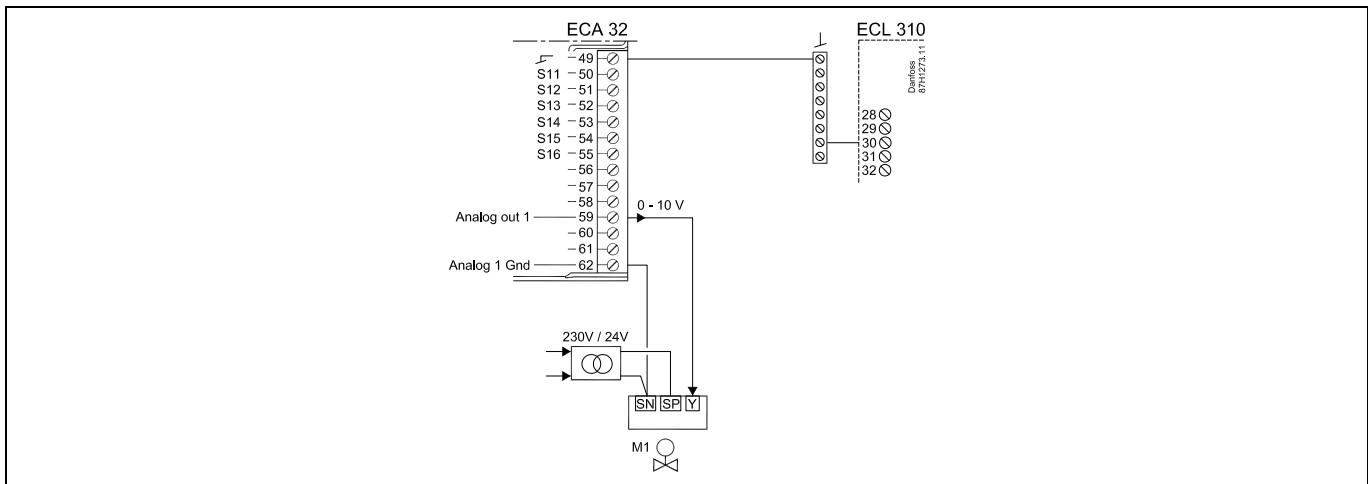 ECA 32
ECL 310
49
S11 50
S12 51
S13 52
S14 53
S15 54
S16 55
56
57
58
Analog out 1 59
0 - 10 V
60
61
Analog 1 Gnd 62
Danfoss
87H1273.11
28
29
30
31
32
230V / 24V
SN SP Y
M1